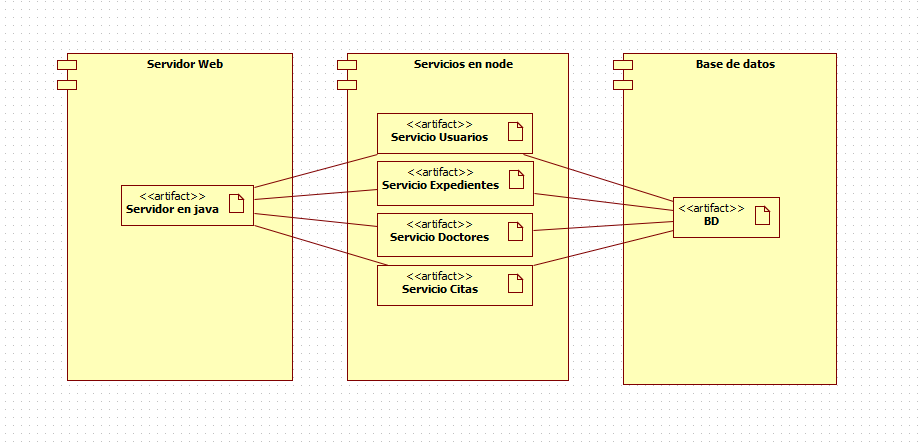 Servidor Web
<<artifact>>
Servidor en java
Servicios en node
<<artifact>>
Servicio Usuarios
<<artifact>>
Servicio Expedientes
<<artifact>>
Servicio Doctores
<<artifact>>
Servicio Citas
Base de datos
<<artifact>>
BD